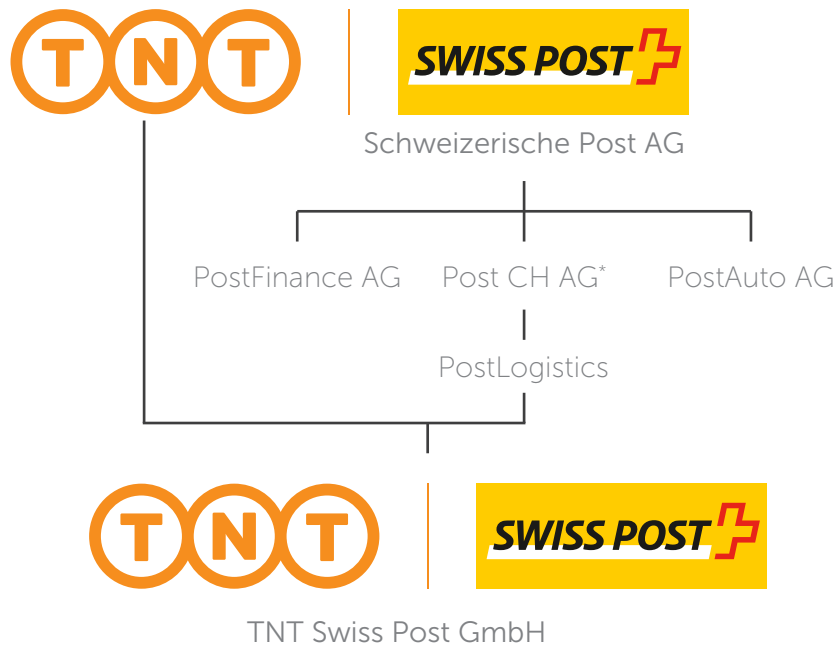 TNT
SWISS POST
Schweizerische Post AG
PostFinance AG
Post CH AG*
PostAuto AG
PostLogistics
TNT
SWISS POST
TNT Swiss Post GmbH